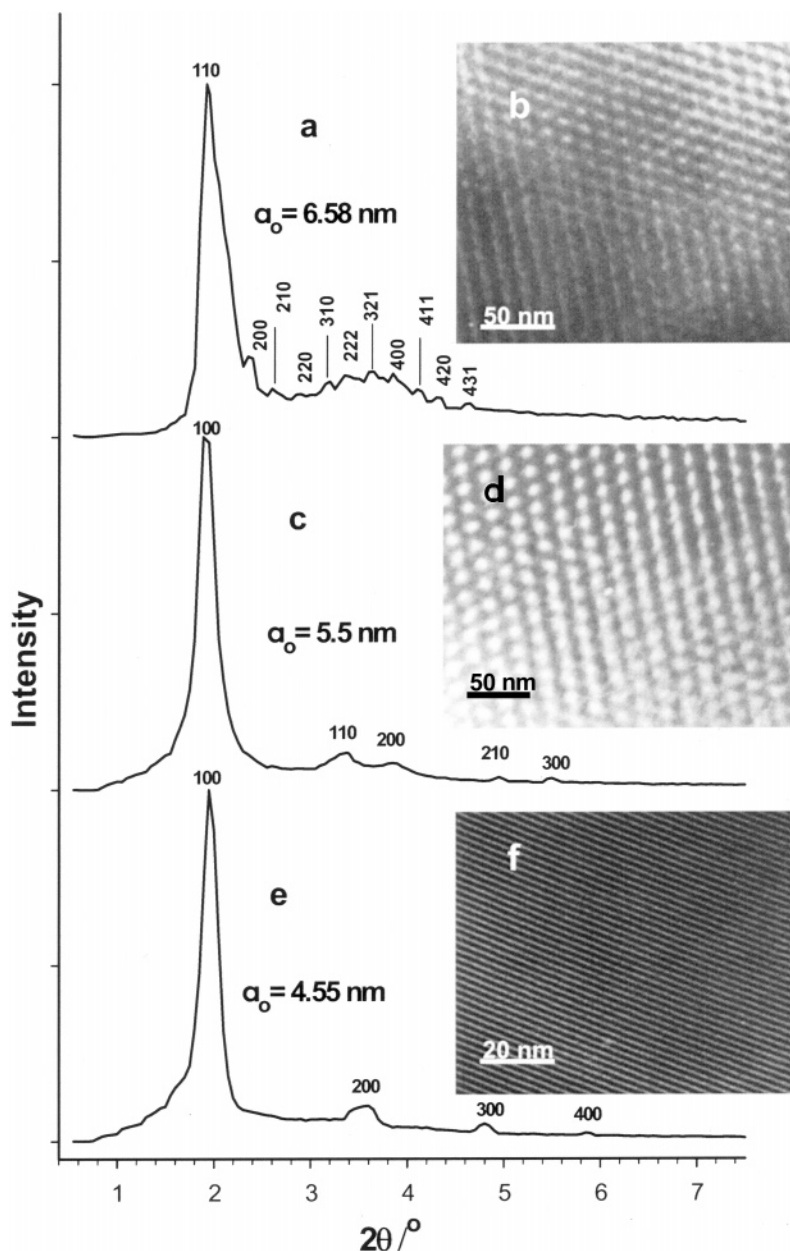 110
a
b
aₒ= 6.58 nm
200
210
220
310
222
321
400
411
420
431
50 nm
100
c
d
aₒ= 5.5 nm
50 nm
110
200
210
300
100
e
f
aₒ= 4.55 nm
20 nm
200
300
400
Intensity
1 2 3 4 5 6 7
2θ/°